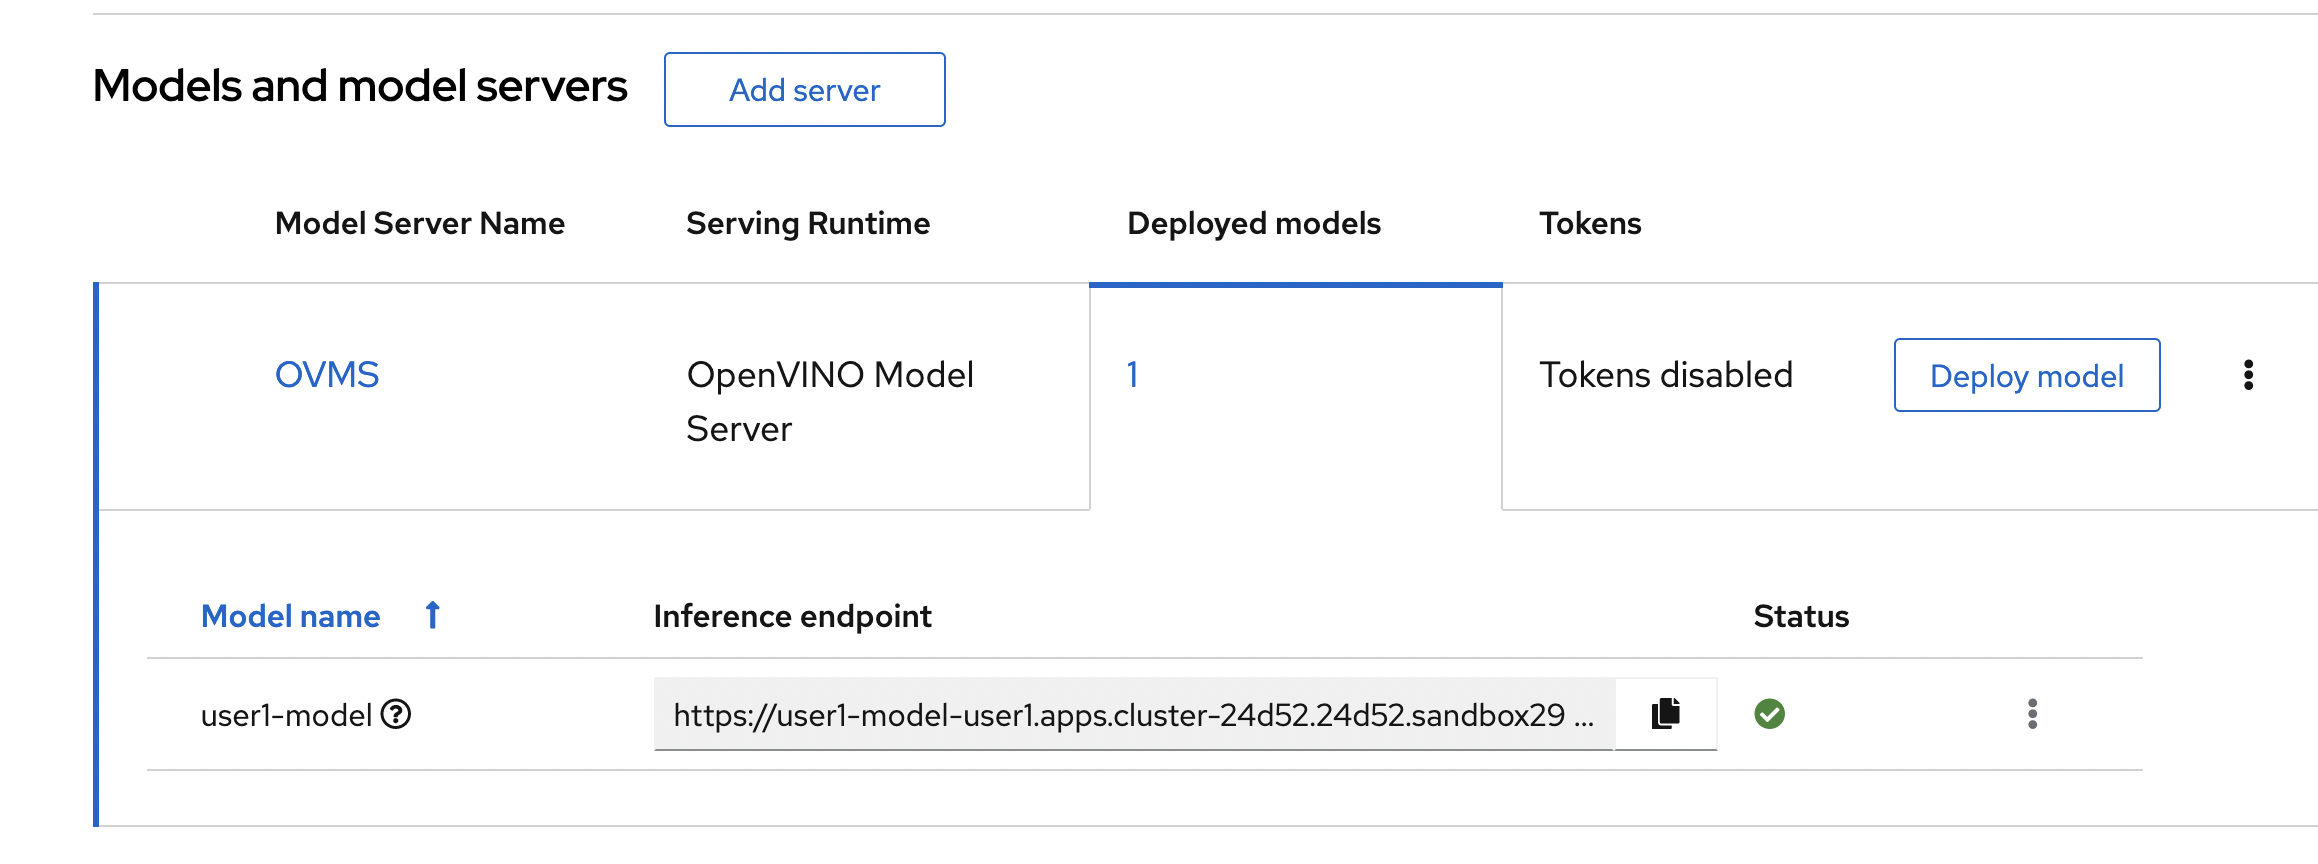 Models and model servers
Add server
Model Server Name
Serving Runtime
Deployed models
Tokens
OVMS
OpenVINO Model
Server
1
Tokens disabled
Deploy model
Model name
Inference endpoint
Status
user1-model
https://user1-model-user1.apps.cluster-24d52.24d52.sandbox29 ...